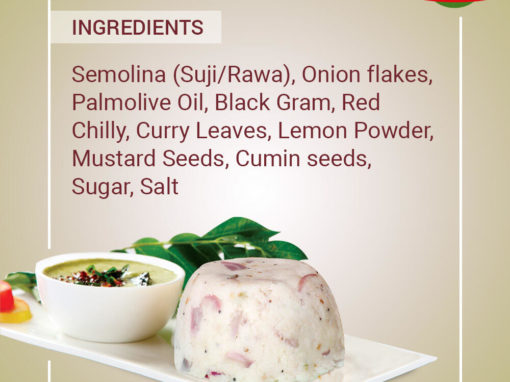 INGREDIENTS
Semolina (Suji/Rawa), Onion flakes,
Palmolive Oil, Black Gram, Red
Chilly, Curry Leaves, Lemon Powder,
Mustard Seeds, Cumin seeds,
Sugar, Salt